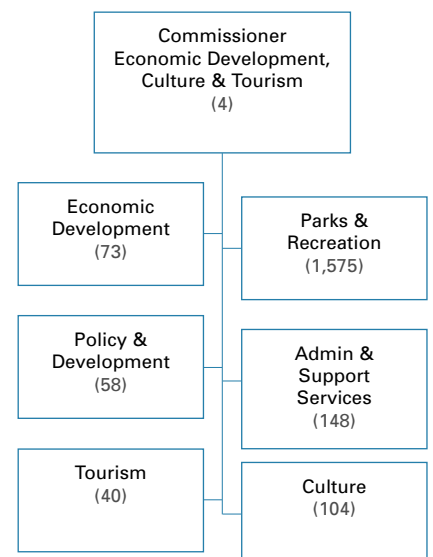 Commissioner
Economic Development,
Culture & Tourism
(4)
Economic
Development
(73)
Parks &
Recreation
(1,575)
Policy &
Development
(58)
Admin &
Support
Services
(148)
Tourism
(40)
Culture
(104)